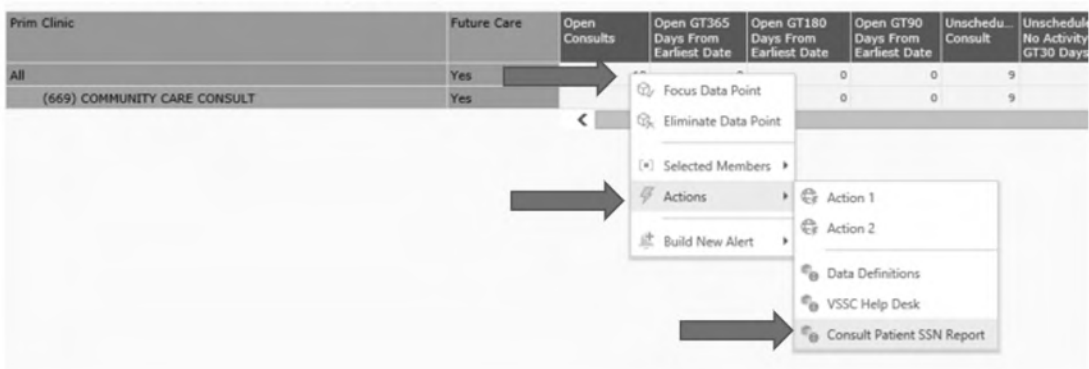 Prim Clinic Future Care Open Consults Open GT365 Days From Earliest Date Open GT180 Days From Earliest Date Open GT90 Days From Earliest Date Unschedu... Consult Unschedule No Activity GT30 Days
All Yes 0 0 9
(669) COMMUNITY CARE CONSULT Yes 0 0 9
Focus Data Point
Eliminate Data Point
Selected Members
Actions
Build New Alert
Action 1
Action 2
Data Definitions
VSSC Help Desk
Consult Patient SSN Report